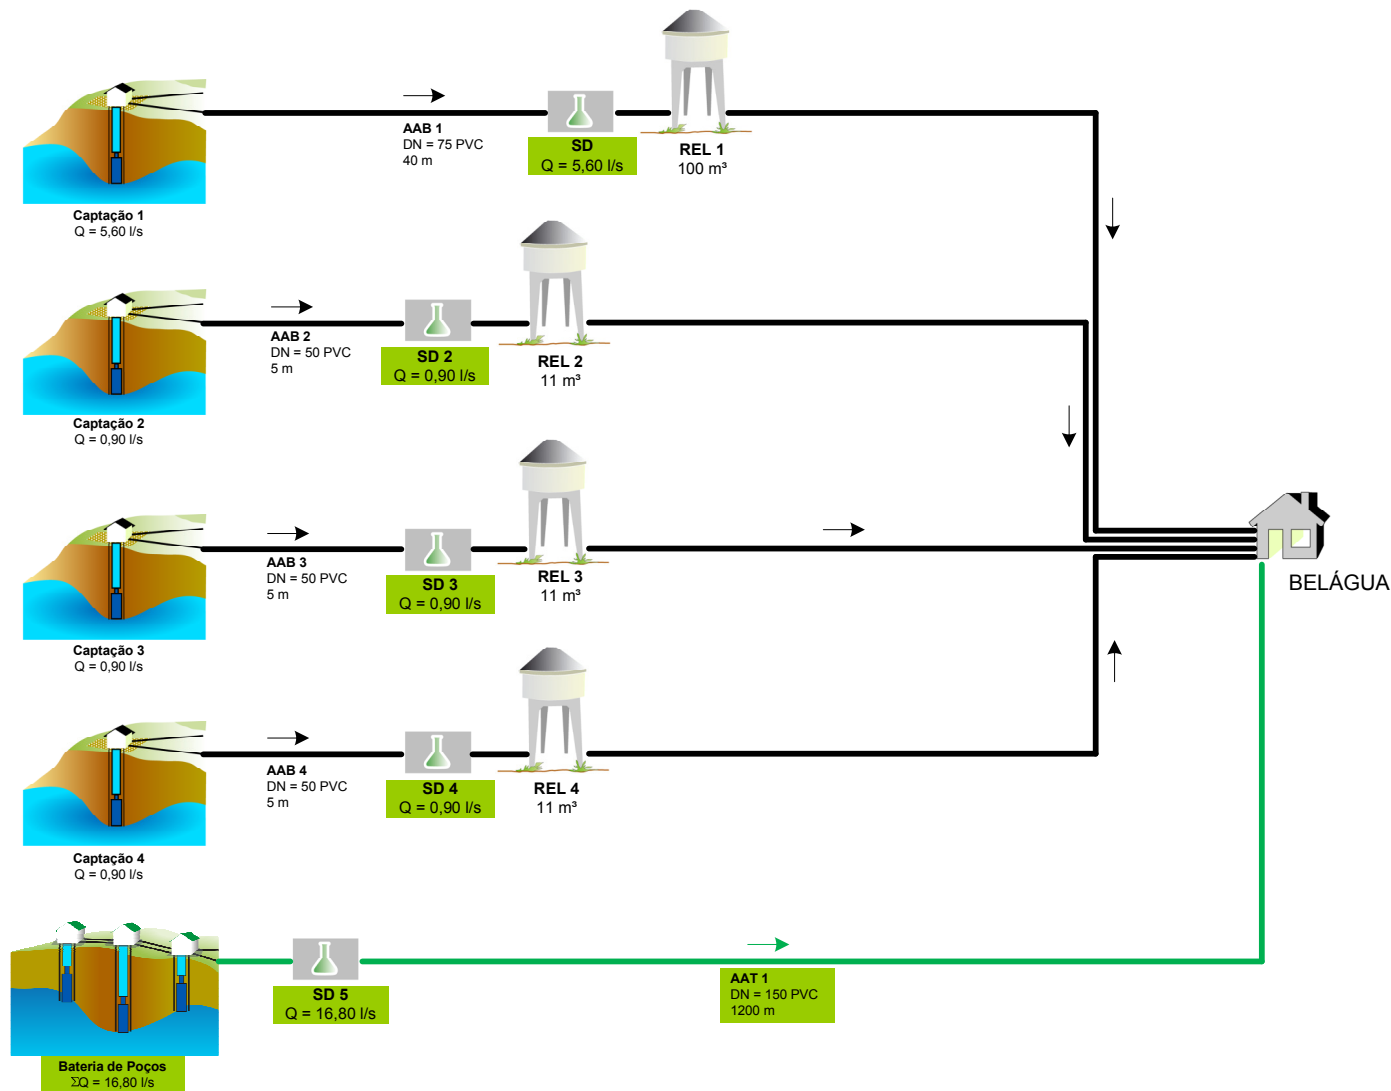 AAB 1
DN = 75 PVC
40 m
SD
Q = 5,60 l/s
REL 1
100 m³
Captação 1
Q = 5,60 l/s
AAB 2
DN = 50 PVC
5 m
SD 2
Q = 0,90 l/s
REL 2
11 m³
Captação 2
Q = 0,90 l/s
AAB 3
DN = 50 PVC
5 m
SD 3
Q = 0,90 l/s
REL 3
11 m³
BELÁGUA
Captação 3
Q = 0,90 l/s
AAB 4
DN = 50 PVC
5 m
SD 4
Q = 0,90 l/s
REL 4
11 m³
Captação 4
Q = 0,90 l/s
SD 5
Q = 16,80 l/s
AAT 1
DN = 150 PVC
1200 m
Bateria de Poços
ΣQ = 16,80 l/s